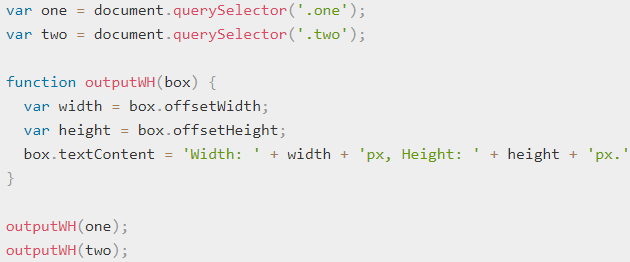 var one = document.querySelector('.one');
var two = document.querySelector('.two');
function outputWH(box) {
var width = box.offsetWidth;
var height = box.offsetHeight;
box.textContent = 'Width: ' + width + 'px, Height: ' + height + 'px.'
}
outputWH(one);
outputWH(two);